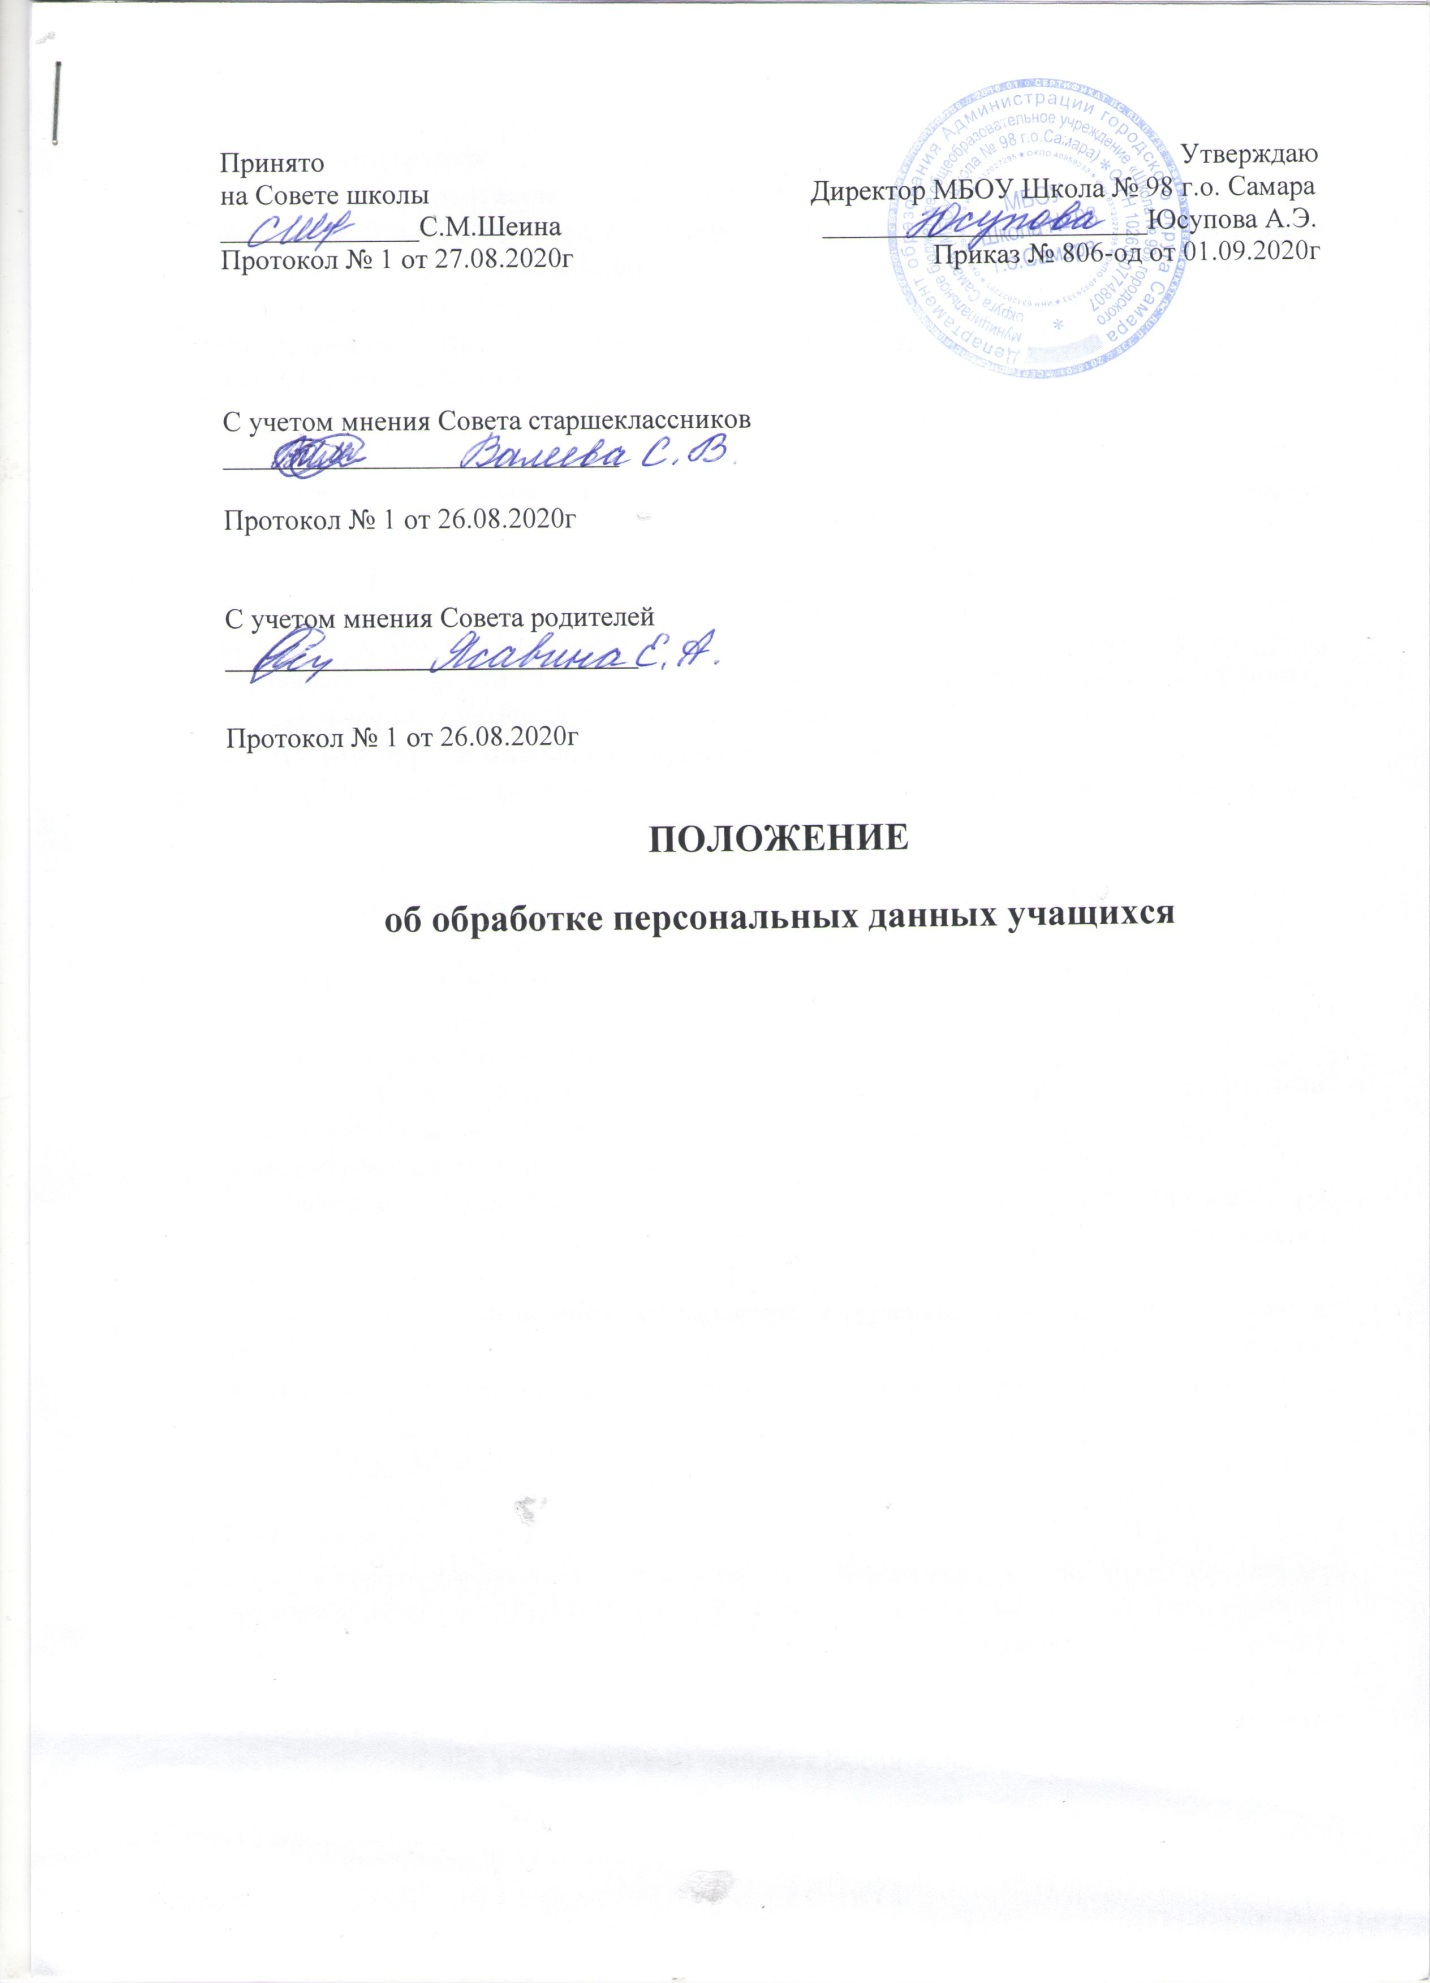 Принято
на Совете школы
С.М.Шеина
Протокол № 1 от 27.08.2020г
Утверждаю
Директор МБОУ Школа № 98 г.о. Самара
Юсупова Юсупова А.Э.
Приказ № 806-од от 01.09.2020г
С учетом мнения Совета старшеклассников
Валеева С.В.
Протокол № 1 от 26.08.2020г
С учетом мнения Совета родителей
Ясавина Е.А.
Протокол № 1 от 26.08.2020г
ПОЛОЖЕНИЕ
об обработке персональных данных учащихся